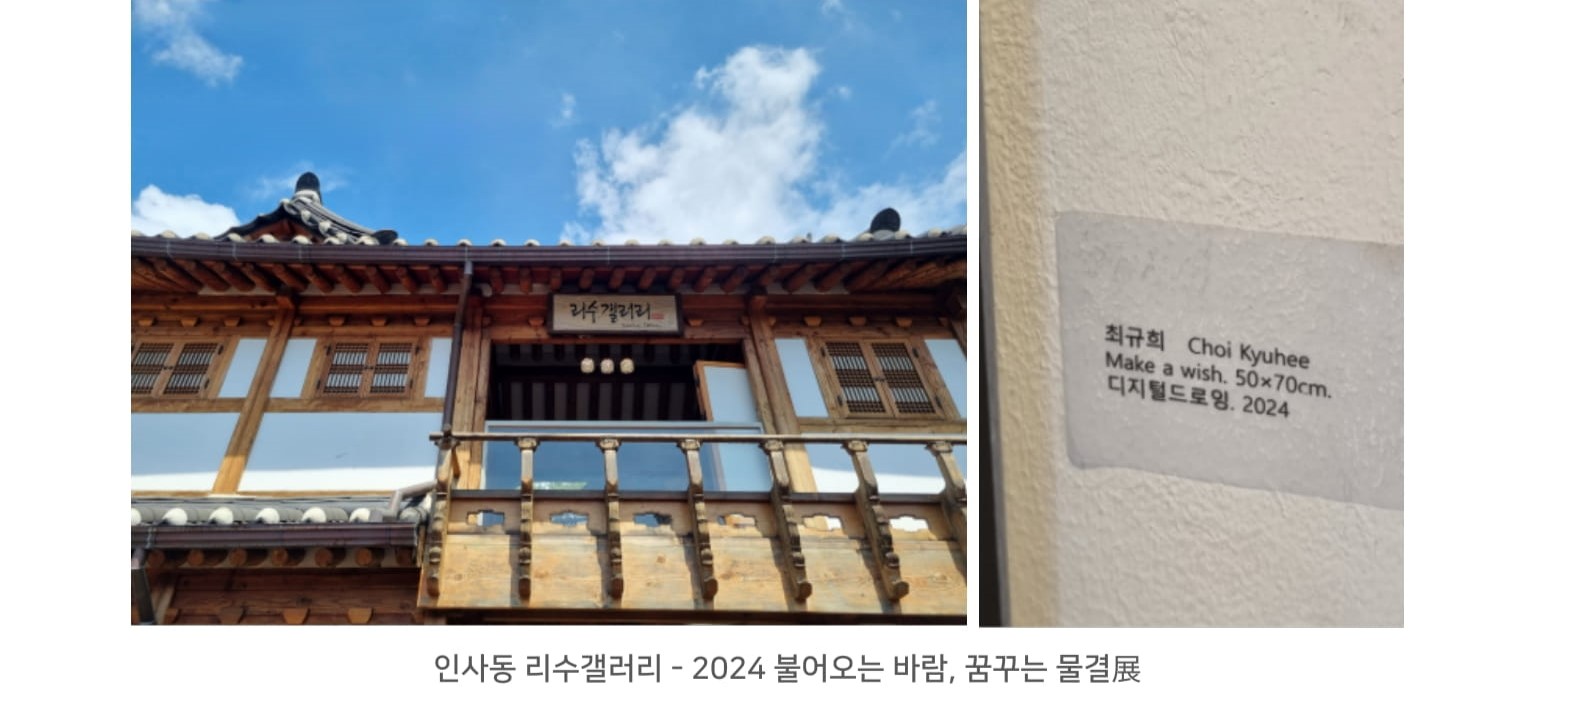 리수갤러리
최규희 Choi Kyuhee
Make a wish. 50×70cm.
디지털드로잉. 2024
인사동 리수갤러리 - 2024 불어오는 바람, 꿈꾸는 물결展